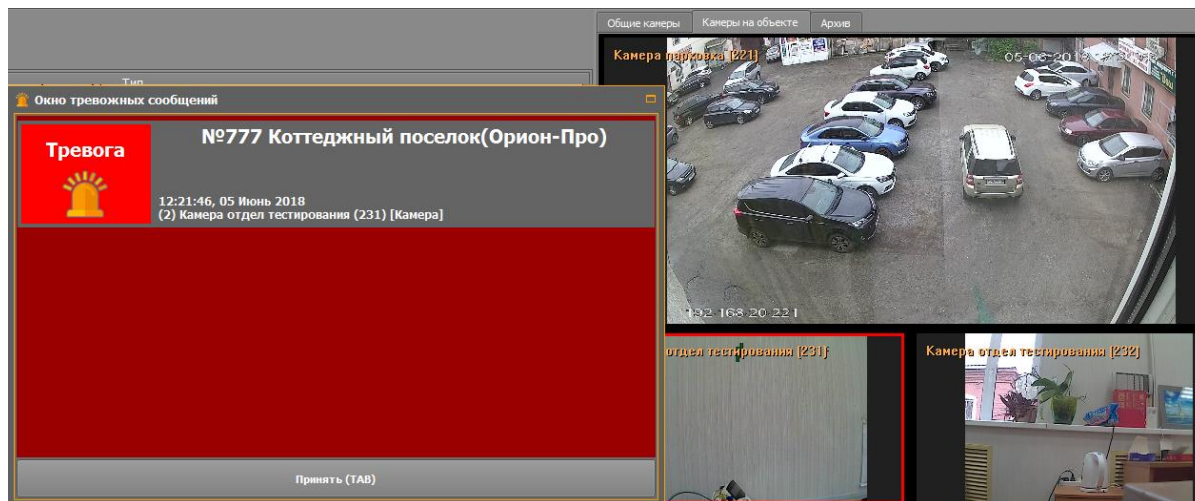 Общие камеры
Камеры на объекте
Архив
Тип
Окно тревожных сообщений
Тревога
№777 Коттеджный поселок(Орион-Про)
12:21:46, 05 Июнь 2018
(2) Камера отдел тестирования (231) [Камера]
Принять (TAB)
Камера парковка [221]
192-168-20-221
отдел тестирования [231]
Камера отдел тестирования [232]